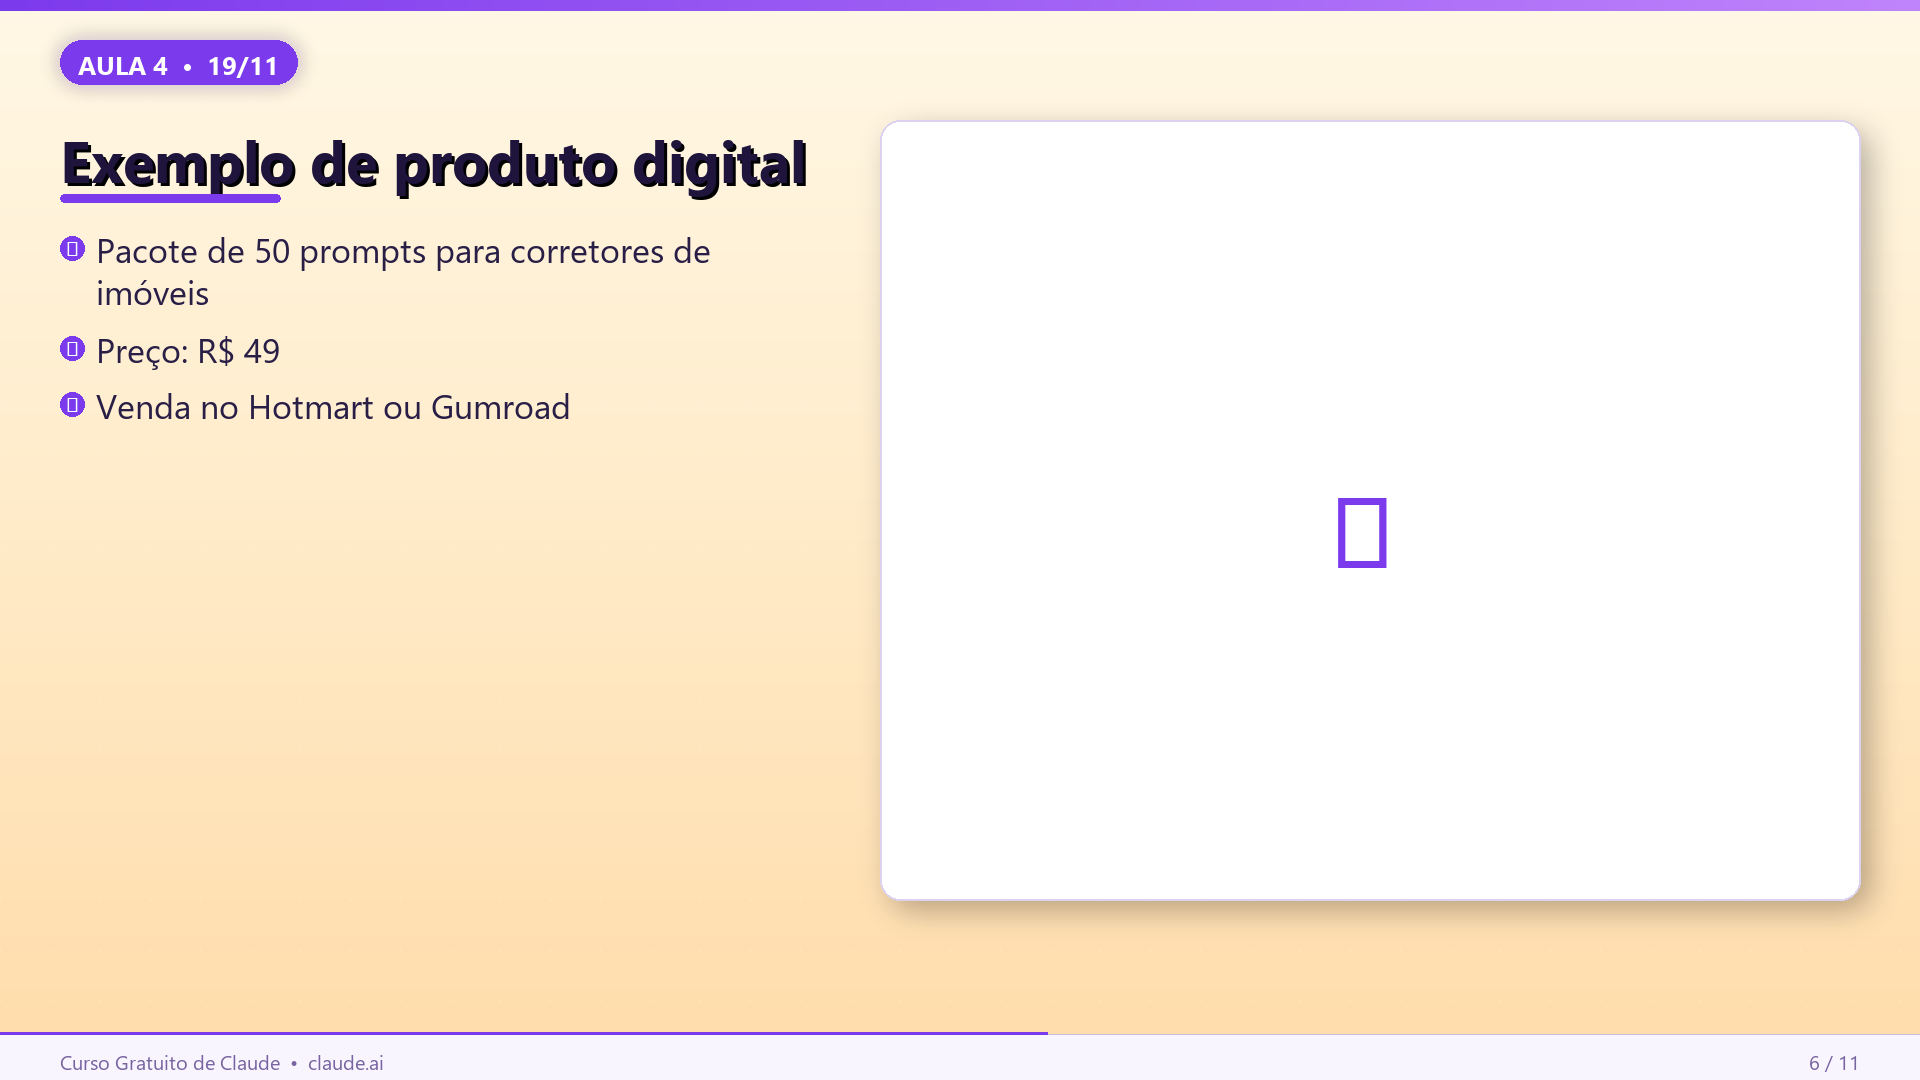 AULA 4 • 19/11
Exemplo de produto digital
Pacote de 50 prompts para corretores de
imóveis
Preço: R$ 49
Venda no Hotmart ou Gumroad
Curso Gratuito de Claude • claude.ai
6 / 11